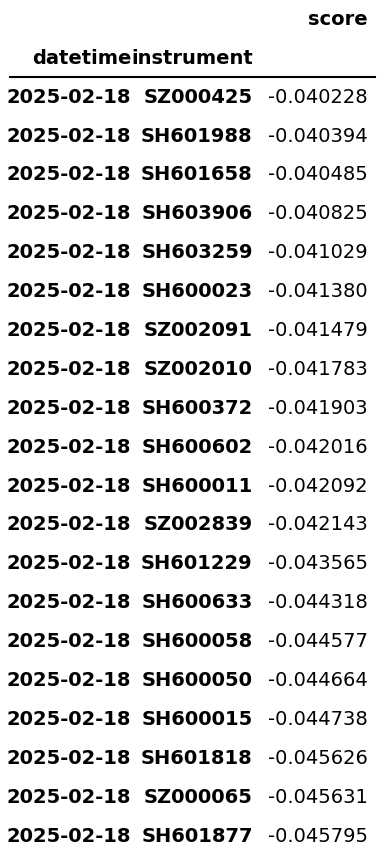 score
datetime instrument
2025-02-18 SZ000425 -0.040228
2025-02-18 SH601988 -0.040394
2025-02-18 SH601658 -0.040485
2025-02-18 SH603906 -0.040825
2025-02-18 SH603259 -0.041029
2025-02-18 SH600023 -0.041380
2025-02-18 SZ002091 -0.041479
2025-02-18 SZ002010 -0.041783
2025-02-18 SH600372 -0.041903
2025-02-18 SH600602 -0.042016
2025-02-18 SH600011 -0.042092
2025-02-18 SZ002839 -0.042143
2025-02-18 SH601229 -0.043565
2025-02-18 SH600633 -0.044318
2025-02-18 SH600058 -0.044577
2025-02-18 SH600050 -0.044664
2025-02-18 SH600015 -0.044738
2025-02-18 SH601818 -0.045626
2025-02-18 SZ000065 -0.045631
2025-02-18 SH601877 -0.045795